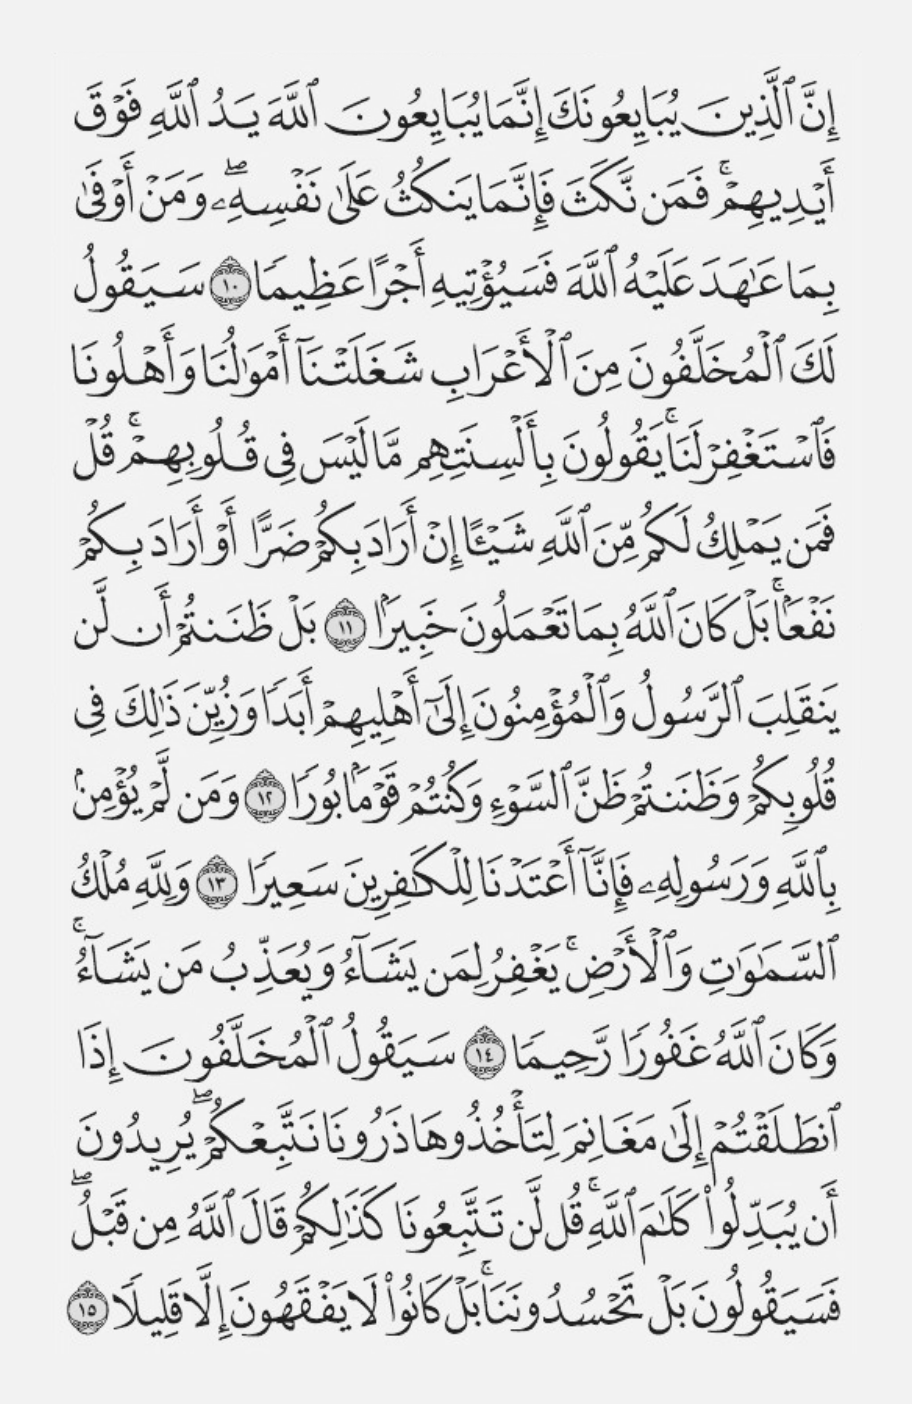 إِنَّ ٱلَّذِينَ يُبَايِعُونَكَ إِنَّمَا يُبَايِعُونَ ٱللَّهَ يَدُ ٱللَّهِ فَوْقَ
أَيْدِيهِمْۚ فَمَن نَّكَثَ فَإِنَّمَا يَنكُثُ عَلَىٰ نَفْسِهِۦۖ وَمَنْ أَوْفَىٰ
بِمَا عَٰهَدَ عَلَيْهُ ٱللَّهَ فَسَيُؤْتِيهِ أَجْرًا عَظِيمٗا ١٠ سَيَقُولُ
لَكَ ٱلْمُخَلَّفُونَ مِنَ ٱلْأَعْرَابِ شَغَلَتْنَآ أَمْوَٰلُنَا وَأَهْلُونَا
فَٱسْتَغْفِرْ لَنَاۚ يَقُولُونَ بِأَلْسِنَتِهِم مَّا لَيْسَ فِى قُلُوبِهِمْۚ قُلْ
فَمَن يَمْلِكُ لَكُم مِّنَ ٱللَّهِ شَيْـًٔا إِنْ أَرَادَ بِكُمْ ضَرًّا أَوْ أَرَادَ بِكُمْ
نَفْعَۢاۚ بَلْ كَانَ ٱللَّهُ بِمَا تَعْمَلُونَ خَبِيرَۢا ١١ بَلْ ظَنَنتُمْ أَن لَّن
يَنقَلِبَ ٱلرَّسُولُ وَٱلْمُؤْمِنُونَ إِلَىٰٓ أَهْلِيهِمْ أَبَدٗا وَزُيِّنَ ذَٰلِكَ فِى
قُلُوبِكُمْ وَظَنَنتُمْ ظَنَّ ٱلسَّوْءِ وَكُنتُمْ قَوْمَۢا بُورٗا ١٢ وَمَن لَّمْ يُؤْمِنۢ
بِٱللَّهِ وَرَسُولِهِۦ فَإِنَّآ أَعْتَدْنَا لِلْكَٰفِرِينَ سَعِيرٗا ١٣ وَلِلَّهِ مُلْكُ
ٱلسَّمَٰوَٰتِ وَٱلْأَرْضِۚ يَغْفِرُ لِمَن يَشَآءُ وَيُعَذِّبُ مَن يَشَآءُۚ
وَكَانَ ٱللَّهُ غَفُورٗا رَّحِيمٗا ١٤ سَيَقُولُ ٱلْمُخَلَّفُونَ إِذَا
ٱنطَلَقْتُمْ إِلَىٰ مَغَانِمَ لِتَأْخُذُوهَا ذَرُونَا نَتَّبِعْكُمْۖ يُرِيدُونَ
أَن يُبَدِّلُوا۟ كَلَٰمَ ٱللَّهِۚ قُل لَّن تَتَّبِعُونَا كَذَٰلِكُمْ قَالَ ٱللَّهُ مِن قَبْلُۖ
فَسَيَقُولُونَ بَلْ تَحْسُدُونَنَاۚ بَلْ كَانُوا۟ لَا يَفْقَهُونَ إِلَّا قَلِيلٗا ١٥